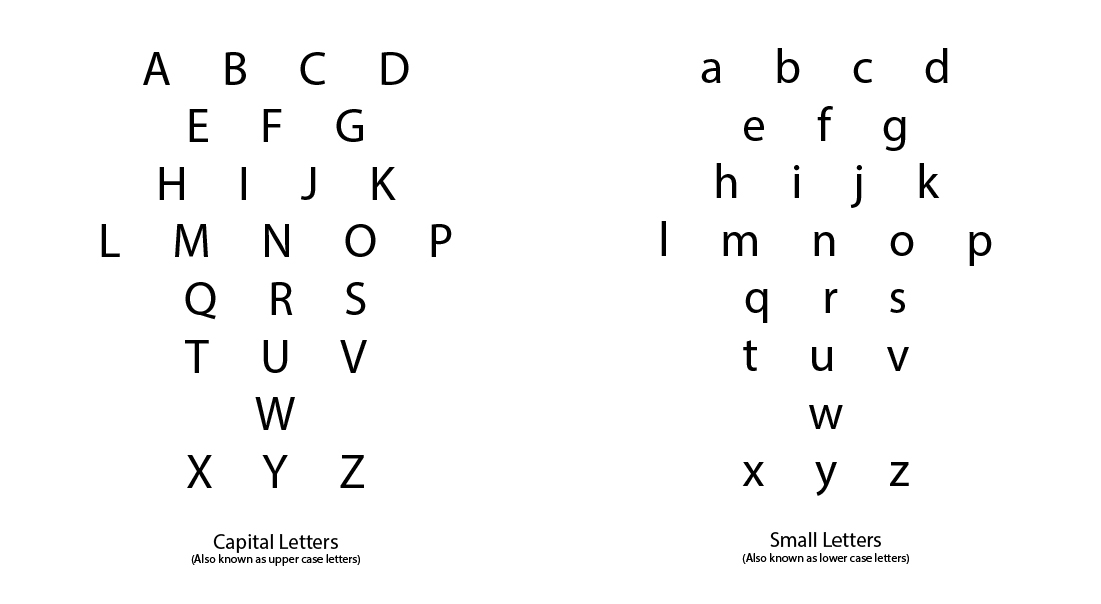 A B C D
E F G
H I J K
L M N O P
Q R S
T U V
W
X Y Z
Capital Letters
(Also known as upper case letters)
a b c d
e f g
h i j k
l m n o p
q r s
t u v
w
x y z
Small Letters
(Also known as lower case letters)